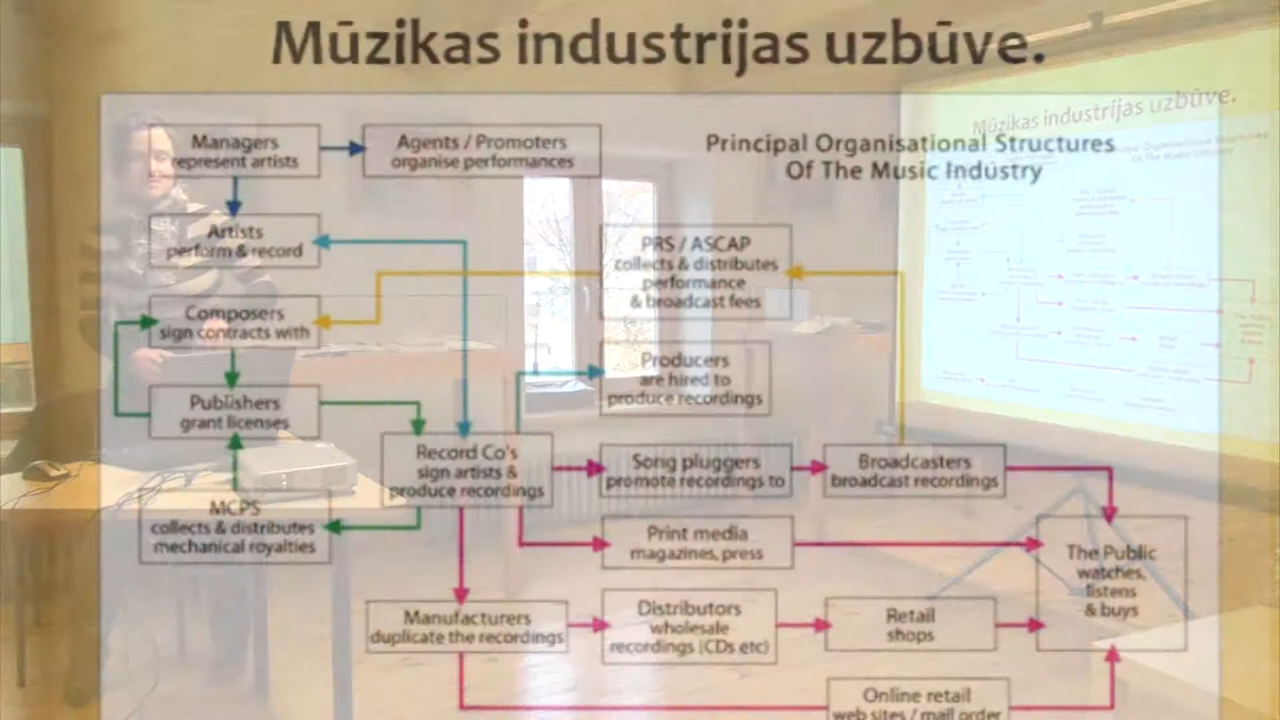 Mūzikas industrijas uzbūve.
Principal Organisational Structures
Of The Music Industry
Managers
represent artists
Agents / Promoters
organise performances
Artists
perform & record
PRS / ASCAP
collects & distributes
performance
& broadcast fees
Composers
sign contracts with
Producers
are hired to
produce recordings
Publishers
grant licenses
Record Co's
sign artists &
produce recordings
Song pluggers
promote recordings to
Broadcasters
broadcast recordings
MCPS
collects & distributes
mechanical royalties
Print media
magazines, press
The Public
watches,
listens
& buys
Manufacturers
duplicate the recordings
Distributors
wholesale
recordings (CDs etc)
Retail
shops
Online retail
web sites / mail order
Mūzikas industrijas uzbūve.